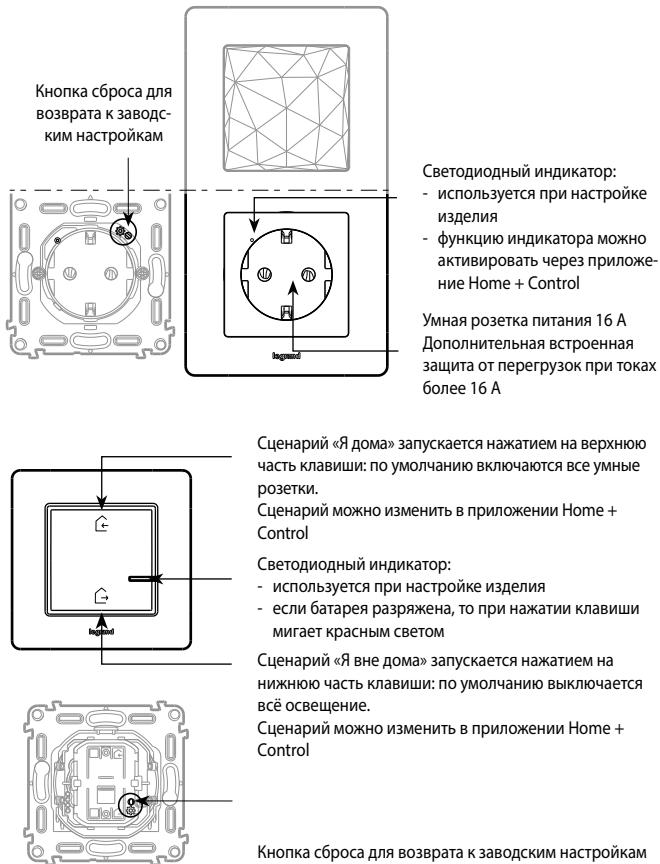 Кнопка сброса для
возврата к заводс-
ким настройкам
Светодиодный индикатор:
- используется при настройке
изделия
- функцию индикатора можно
активировать через приложе-
ние Home + Control
Умная розетка питания 16 А
Дополнительная встроенная
защита от перегрузок при токах
более 16 А
legrand
Сценарий «Я дома» запускается нажатием на верхнюю
часть клавиши: по умолчанию включаются все умные
розетки.
Сценарий можно изменить в приложении Home +
Control
Светодиодный индикатор:
- используется при настройке изделия
- если батарея разряжена, то при нажатии клавиши
мигает красным светом
legrand
Сценарий «Я вне дома» запускается нажатием на
нижнюю часть клавиши: по умолчанию выключается
всё освещение.
Сценарий можно изменить в приложении Home +
Control
Кнопка сброса для возврата к заводским настройкам